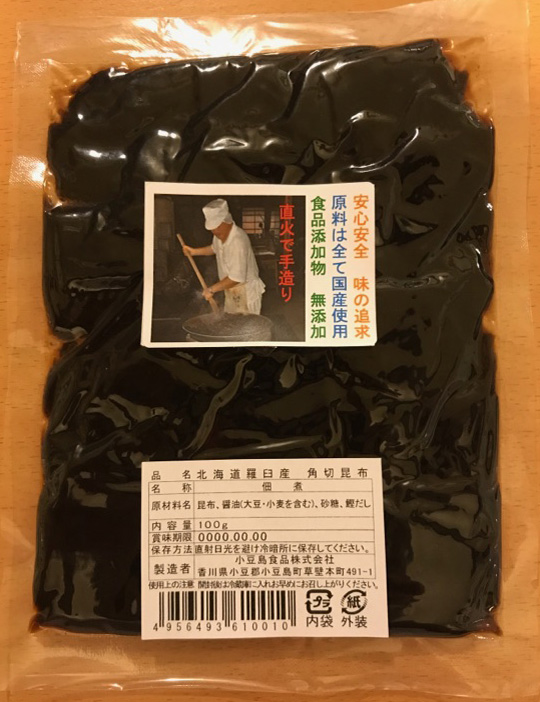 安心安全　味の追求
原料は全て国産使用
食品添加物　無添加
直火で手造り
品名 北海道羅臼産　角切昆布
名称 佃煮
原材料名 昆布、醤油(大豆・小麦を含む)、砂糖、鰹だし
内容量 100g
賞味期限 0000.00.00
保存方法 直射日光を避け冷暗所に保存してください。
製造者 小豆島食品株式会社
香川県小豆郡小豆島町草壁本町491-1
使用上の注意 開封後は冷蔵庫に入れお早めにお召し上がりください。
プラ 紙
内袋 外装
4956493610010